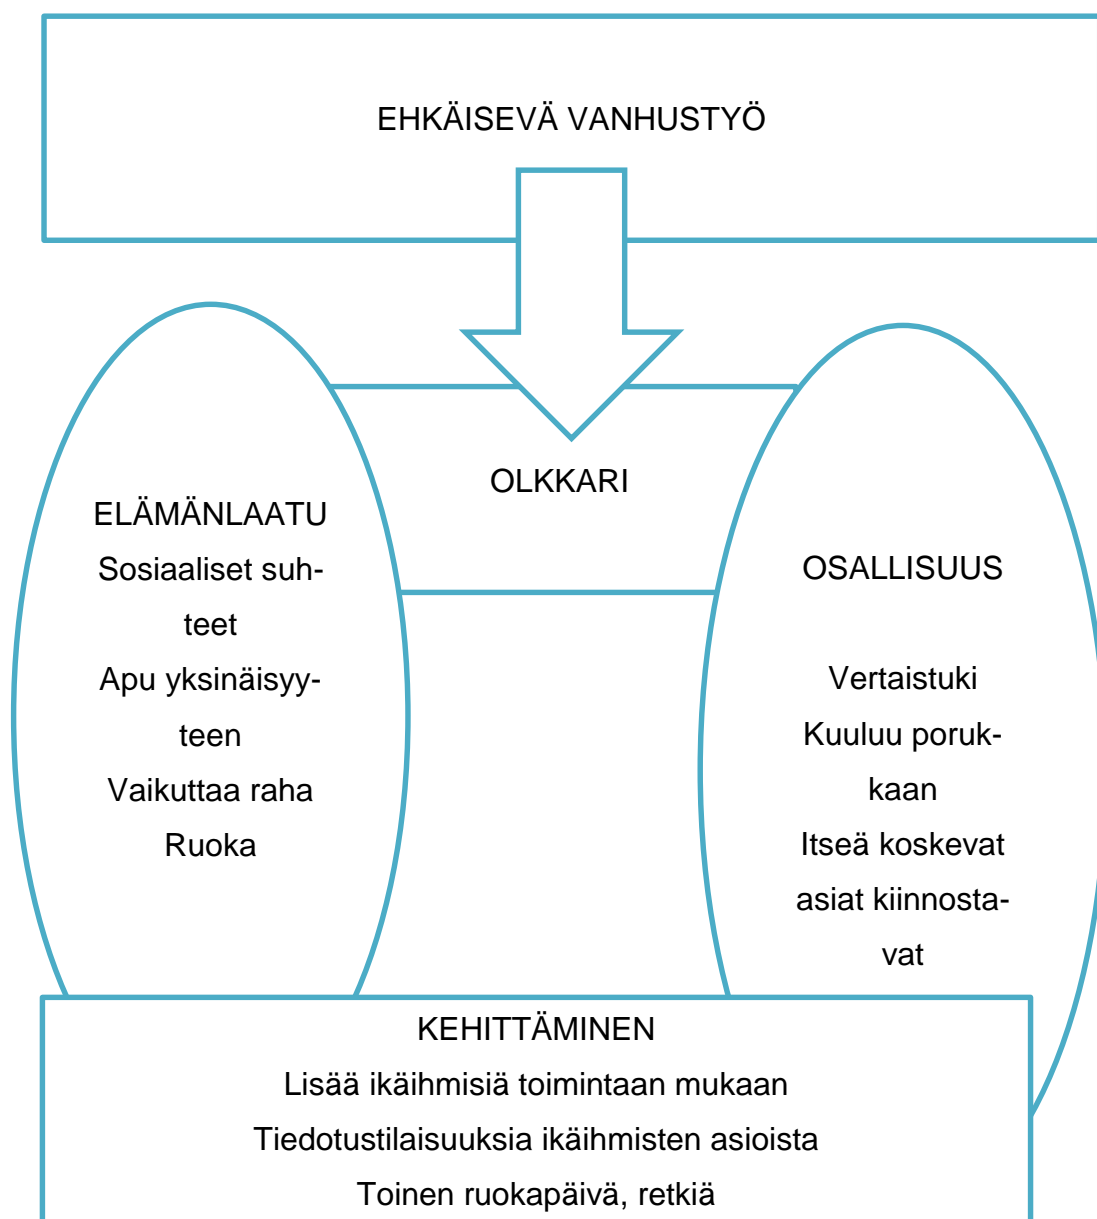 EHKÄISEVÄ VANHUSTYÖ
OLKKARI
ELÄMÄNLAATU
Sosiaaliset suh-
teet
Apu yksinäisyy-
teen
Vaikuttaa raha
Ruoka
OSALLISUUS
Vertaistuki
Kuuluu poruk-
kaan
Itseä koskevat
asiat kiinnosta-
vat
KEHITTÄMINEN
Lisää ikäihmisiä toimintaan mukaan
Tiedotustilaisuuksia ikäihmisten asioista
Toinen ruokapäivä, retkiä